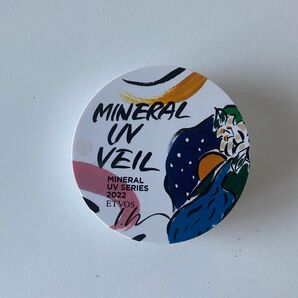 MINERAL
UV
VEIL
MINERAL
UV SERIES
2022
ETVOS